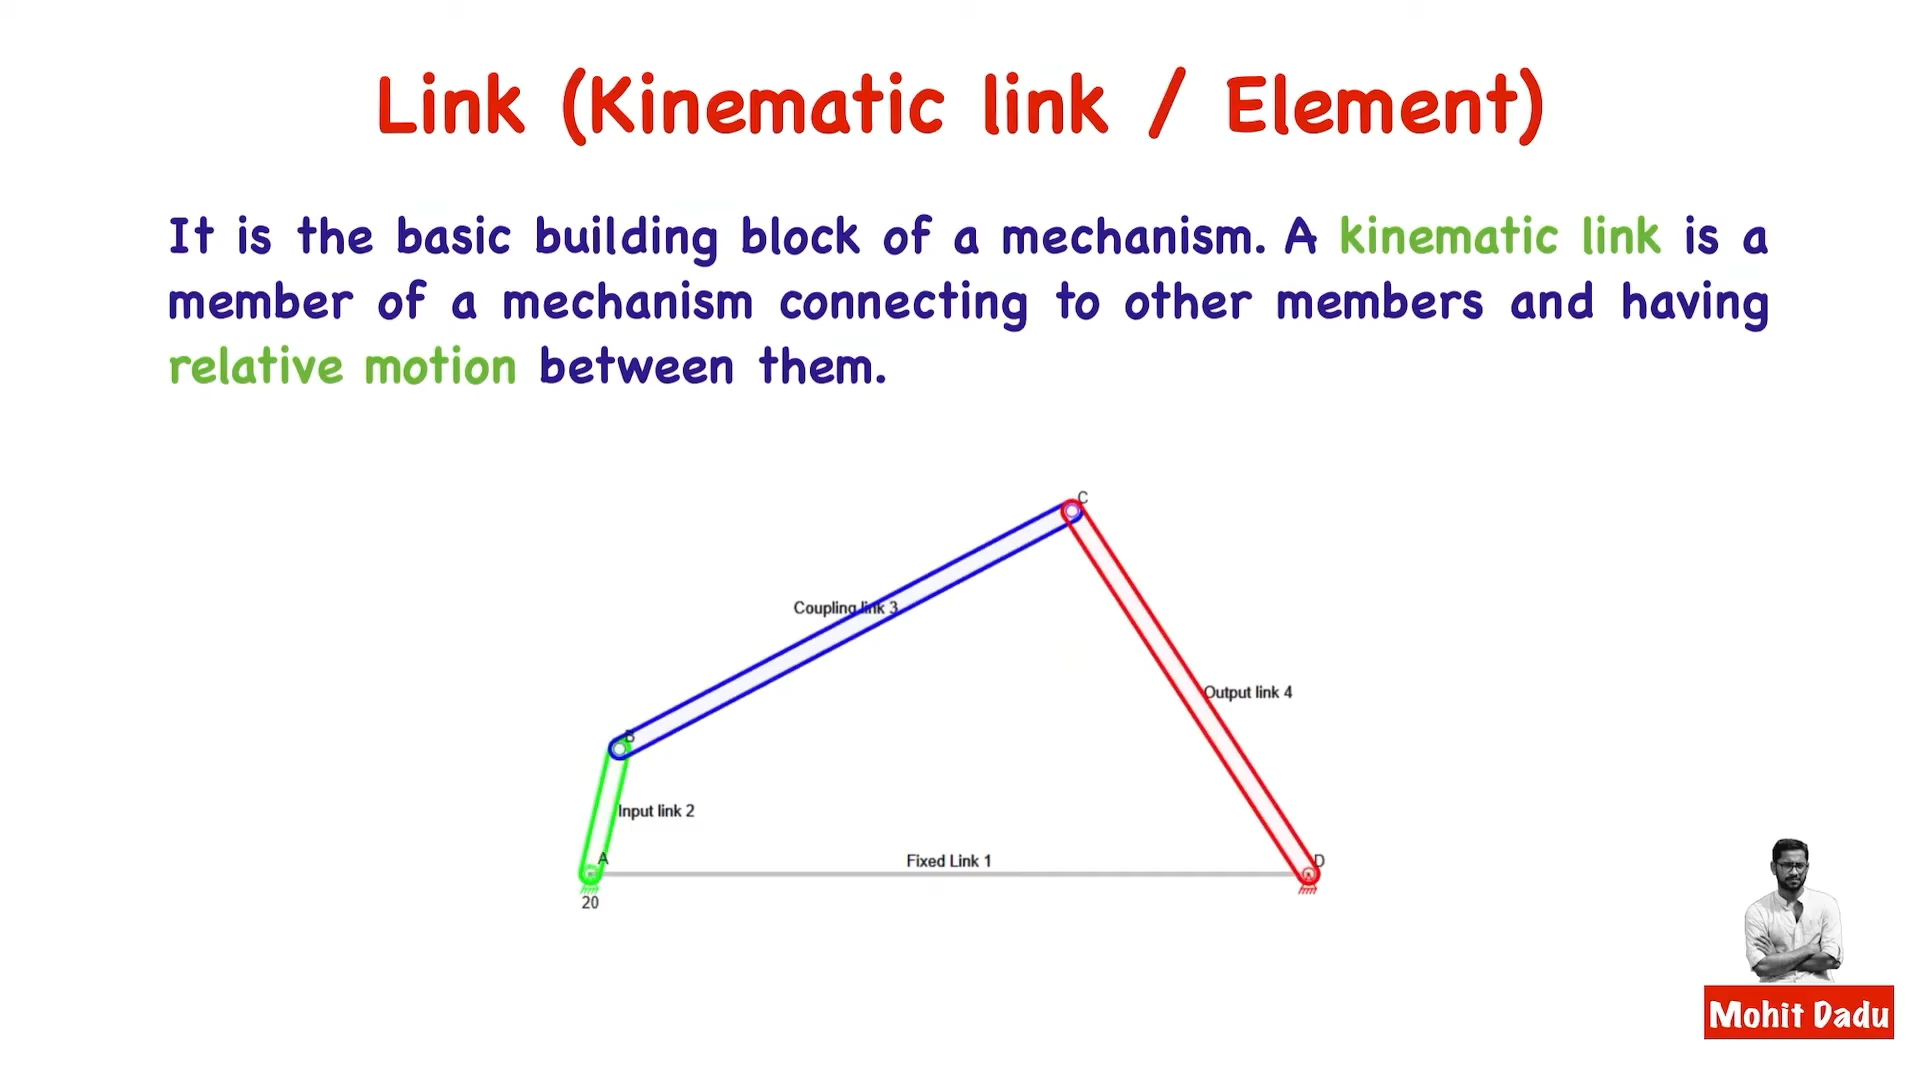 Link (Kinematic link / Element)
It is the basic building block of a mechanism. A kinematic link is a
member of a mechanism connecting to other members and having
relative motion between them.
C
Coupling link 3
Output link 4
B
Input link 2
A
Fixed Link 1
D
20
Mohit Dadu